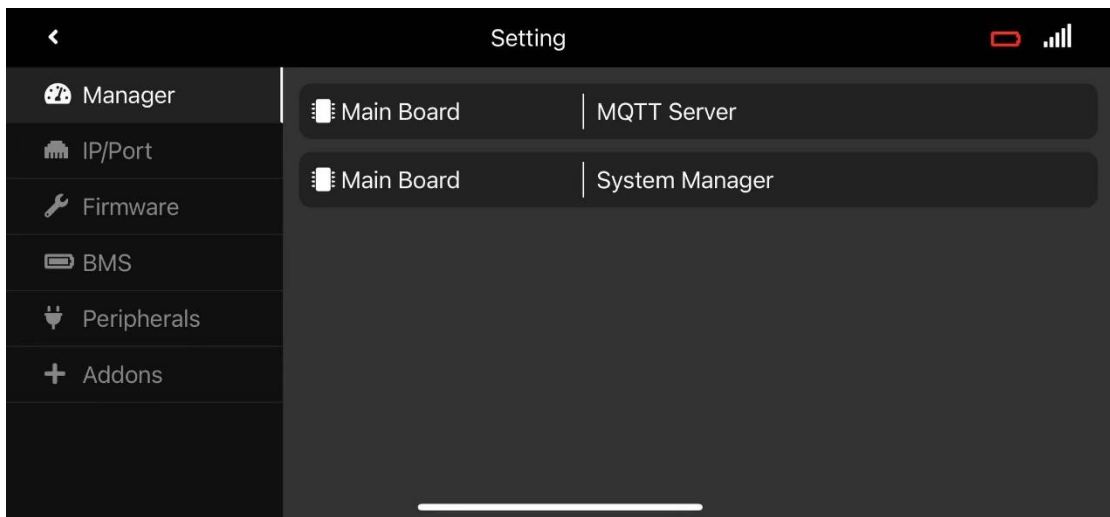 Setting
Manager
IP/Port
Firmware
BMS
Peripherals
Addons
Main Board
MQTT Server
Main Board
System Manager